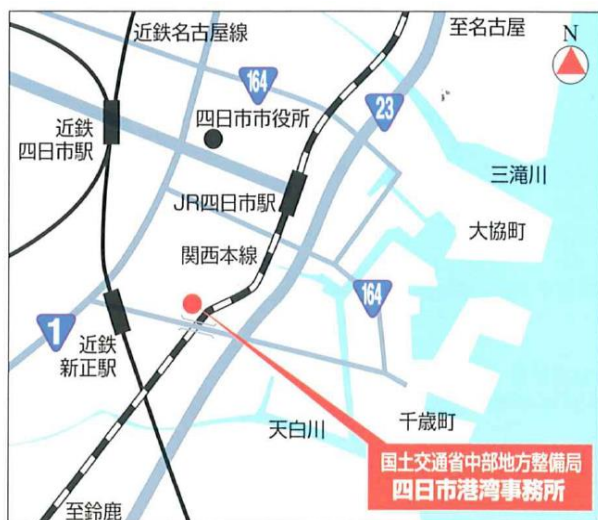 近鉄名古屋線
至名古屋
N
164
23
近鉄
四日市駅
四日市市役所
三滝川
JR四日市駅
大協町
関西本線
164
1
近鉄
新正駅
天白川
千歳町
国土交通省中部地方整備局
四日市港湾事務所
至鈴鹿